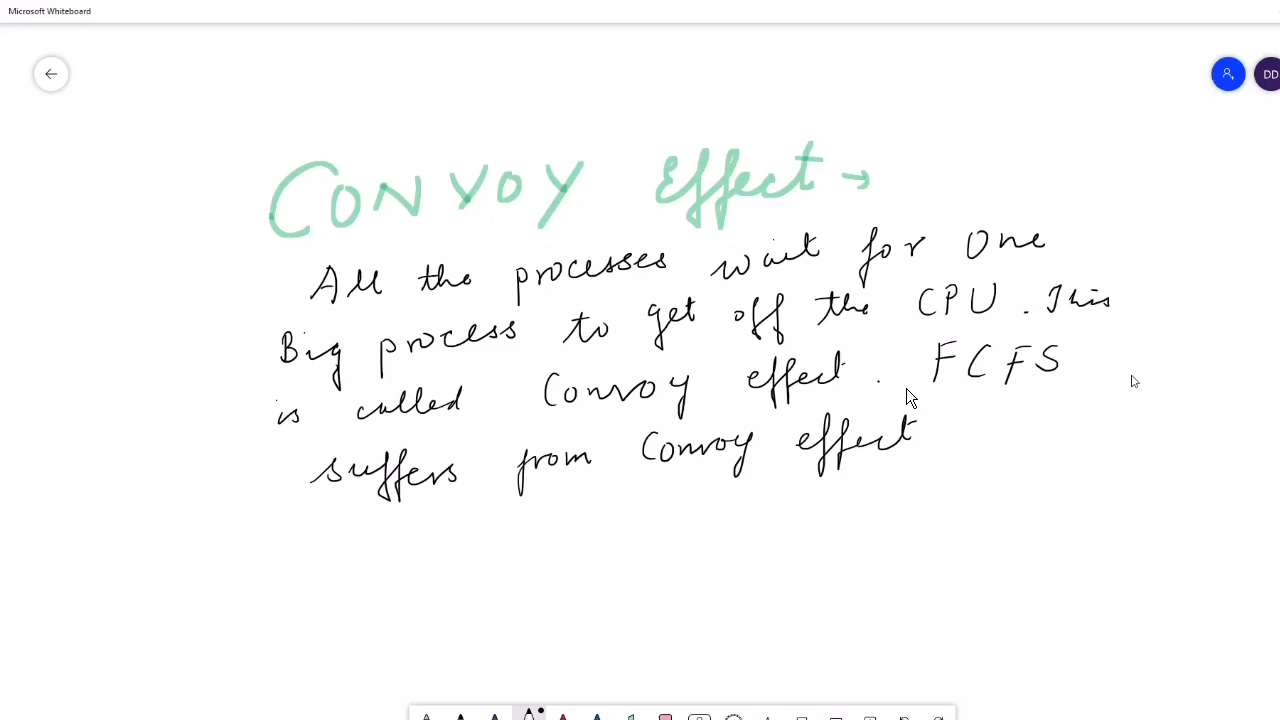 Microsoft Whiteboard
DD
CONVOY Effect →
All the processes wait for One
Big process to get off the CPU. This
is called Convoy effect. FCFS
suffers from Convoy effect